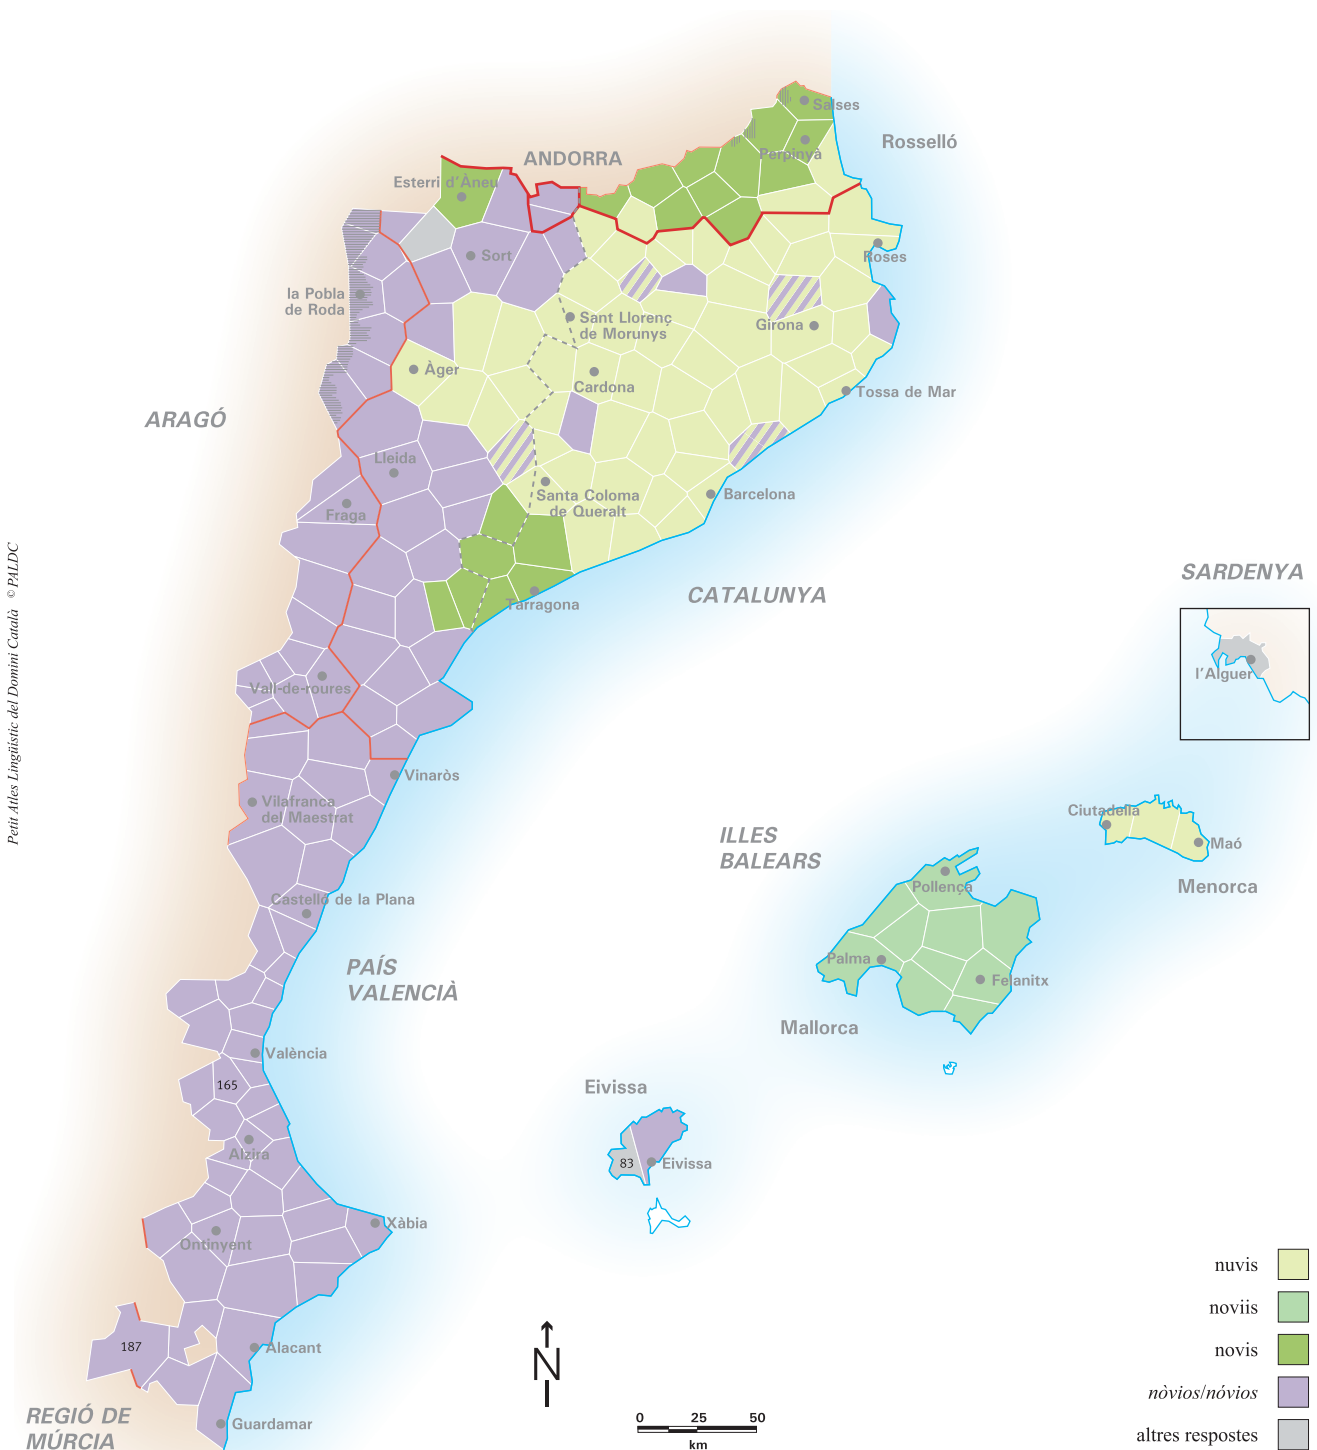 Salses
Rosselló
ANDORRA
Perpinyà
Esterri d’Àneu
Sort
Roses
la Pobla
de Roda
Sant Llorenç
de Morunys
Girona
Àger
Cardona
Tossa de Mar
ARAGÓ
Lleida
Santa Coloma
de Queralt
Barcelona
Fraga
Petit Atles Lingüístic del Domini Català © PALDC
CATALUNYA
SARDENYA
Tarragona
l’Alguer
Vall-de-roures
Vinaròs
Vilafranca
del Maestrat
ILLES
BALEARS
Ciutadella
Maó
Menorca
Pollença
Castelló de la Plana
PAÍS
VALENCIÀ
Palma
Felanitx
Mallorca
València
165
Eivissa
Alzira
83
Eivissa
Xàbia
Ontinyent
nuvis
noviis
187
Alacant
novis
nòvios/nóvios
N
REGIÓ DE
MÚRCIA
Guardamar
0 25 50
km
altres respostes